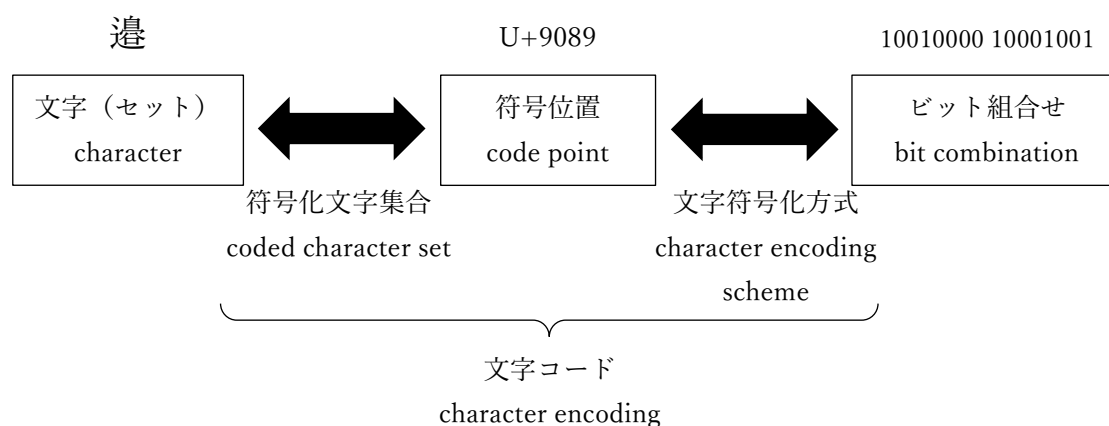 邉
U+9089
10010000 10001001
文字（セット）
character
符号位置
code point
ビット組合せ
bit combination
符号化文字集合
coded character set
文字符号化方式
character encoding
scheme
文字コード
character encoding